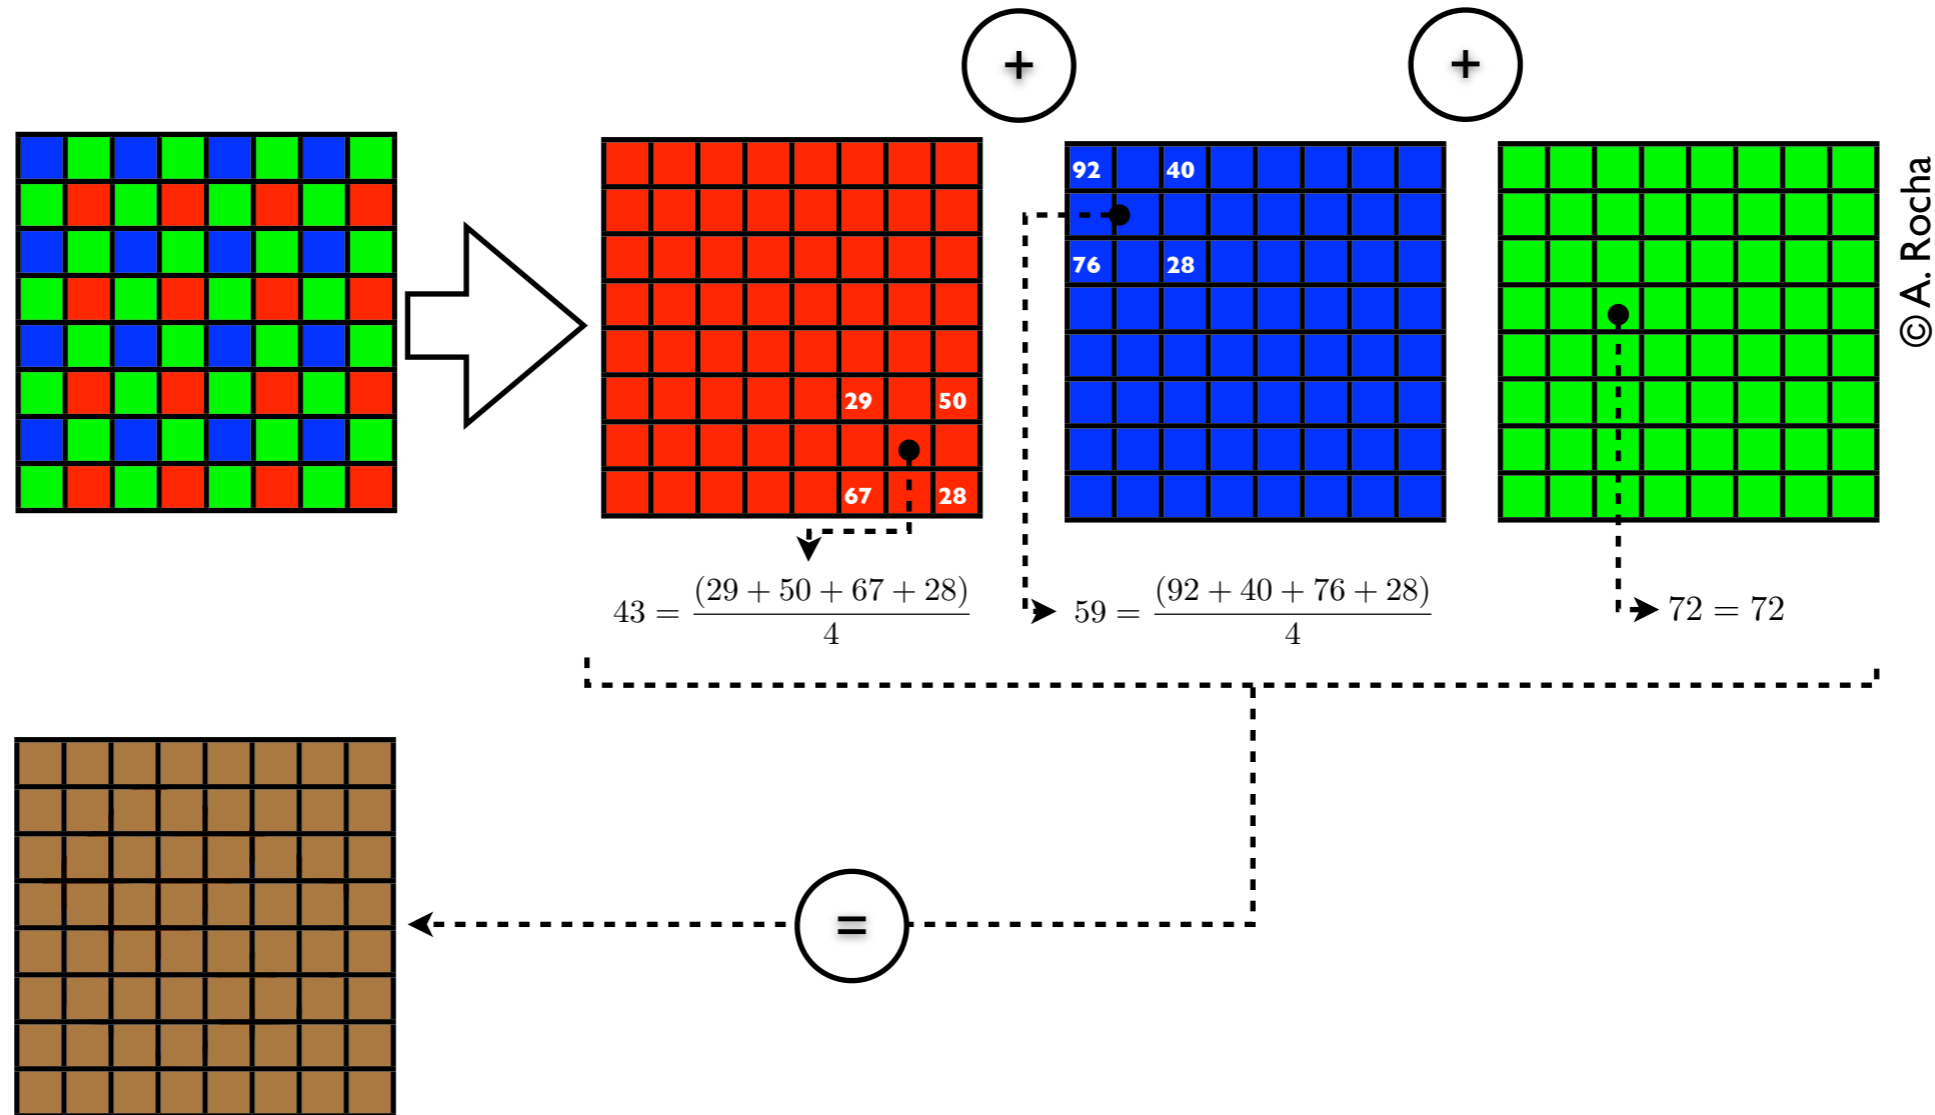 + +
92 40
76 28
29 50
67 28
43 = (29 + 50 + 67 + 28) / 4
59 = (92 + 40 + 76 + 28) / 4
72 = 72
=
© A. Rocha